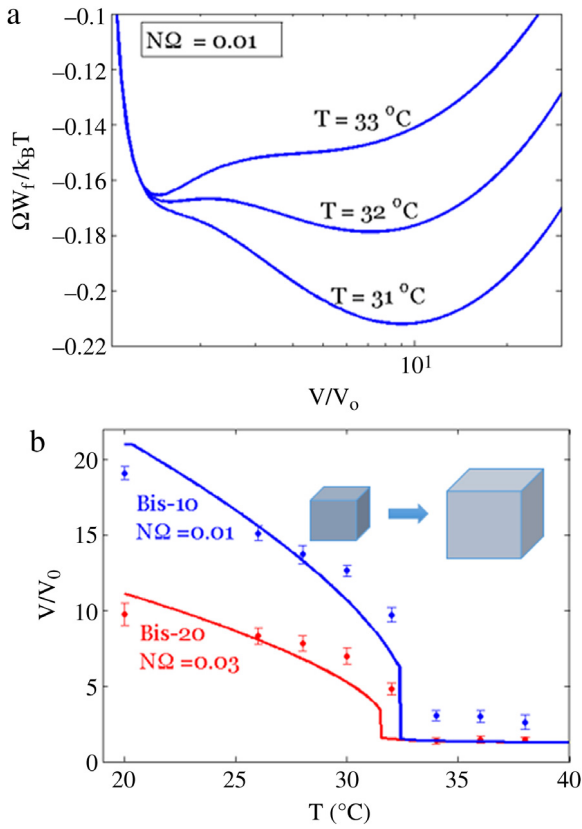 a
NΩ = 0.01
−0.1
−0.12
−0.14
−0.16
−0.18
−0.2
−0.22
ΩW_f/k_BT
T = 33 °C
T = 32 °C
T = 31 °C
10¹
V/V_o
b
20
15
10
5
0
V/V_0
Bis-10
NΩ =0.01
Bis-20
NΩ =0.03
20 25 30 35 40
T (°C)